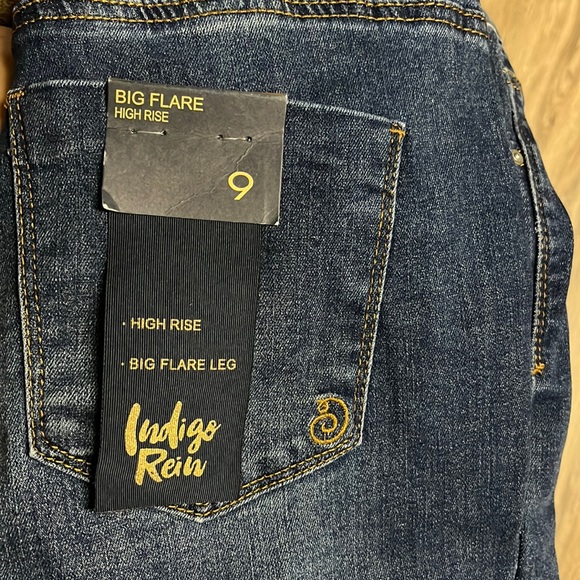 BIG FLARE
HIGH RISE
9
· HIGH RISE
· BIG FLARE LEG
Indigo
Rein